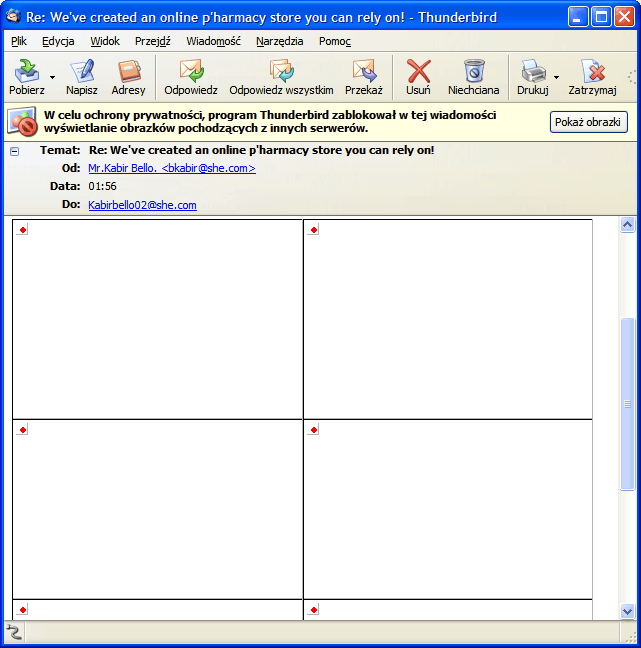 Re: We've created an online p'harmacy store you can rely on! - Thunderbird
Plik Edycja Widok Przejdź Wiadomość Narzędzia Pomoc
Pobierz Napisz Adresy Odpowiedz Odpowiedz wszystkim Przekaż Usuń Niechciana Drukuj Zatrzymaj
W celu ochrony prywatności, program Thunderbird zablokował w tej wiadomości
wyświetlanie obrazków pochodzących z innych serwerów.
Pokaż obrazki
Temat: Re: We've created an online p'harmacy store you can rely on!
Od: Mr.Kabir Bello. <bkabir@she.com>
Data: 01:56
Do: Kabirbello02@she.com